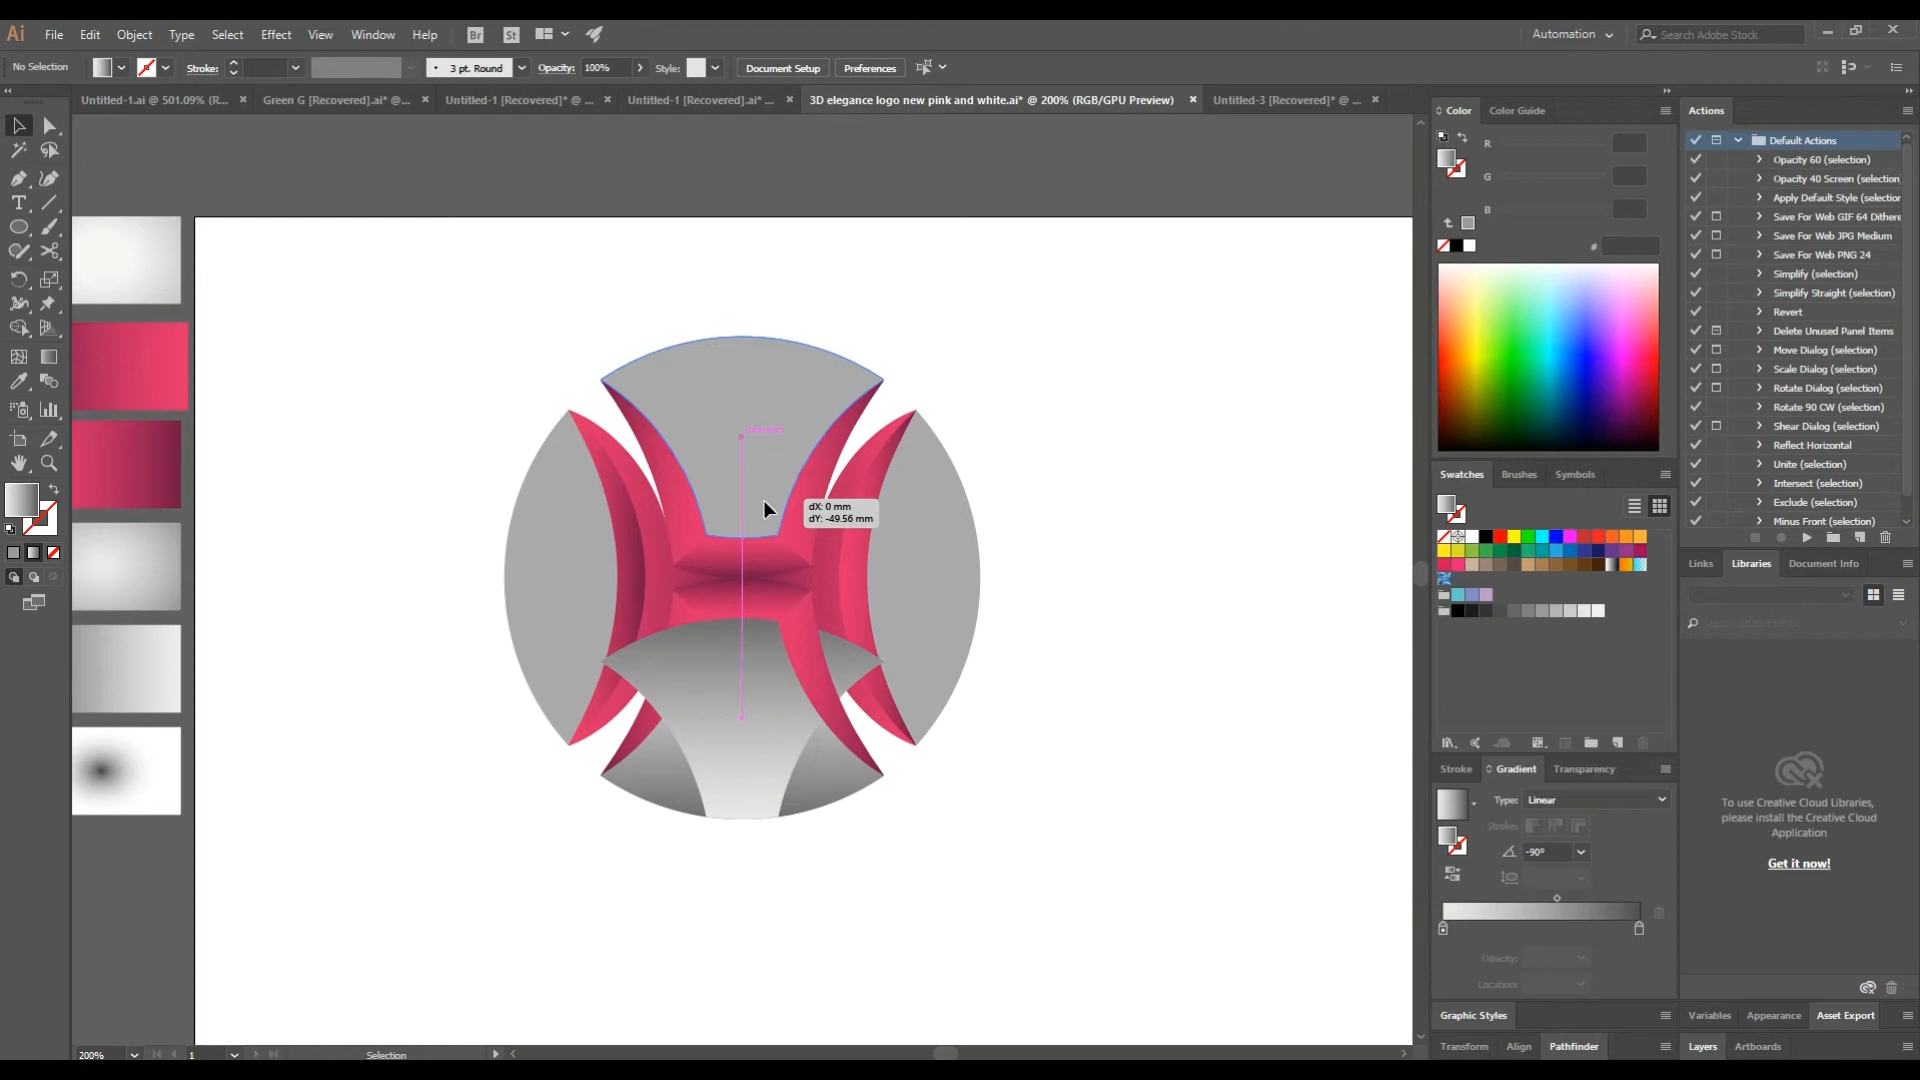 Ai File Edit Object Type Select Effect View Window Help Br St Automation Search Adobe Stock
No Selection Stroke: 3 pt. Round Opacity: 100% Style: Document Setup Preferences
Untitled-1.ai @ 501.09% (R... × Green G [Recovered].ai* @... × Untitled-1 [Recovered]* @ ... × Untitled-1 [Recovered].ai* ... × 3D elegance logo new pink and white.ai* @ 200% (RGB/GPU Preview) × Untitled-3 [Recovered]* @ ... ×
dX: 0 mm
dY: -49.56 mm
200% 1 Selection
Color Color Guide
R
G
B
Swatches Brushes Symbols
Stroke Gradient Transparency
Type: Linear
Stroke:
-90°
Opacity:
Location:
Graphic Styles
Transform Align Pathfinder
Actions
Default Actions
Opacity 60 (selection)
Opacity 40 Screen (selection
Apply Default Style (selection
Save For Web GIF 64 Dithere
Save For Web JPG Medium
Save For Web PNG 24
Simplify (selection)
Simplify Straight (selection)
Revert
Delete Unused Panel Items
Move Dialog (selection)
Scale Dialog (selection)
Rotate Dialog (selection)
Rotate 90 CW (selection)
Shear Dialog (selection)
Reflect Horizontal
Unite (selection)
Intersect (selection)
Exclude (selection)
Minus Front (selection)
Links Libraries Document Info
Search Adobe Stock
To use Creative Cloud Libraries,
please install the Creative Cloud
Application
Get it now!
Variables Appearance Asset Export
Layers Artboards